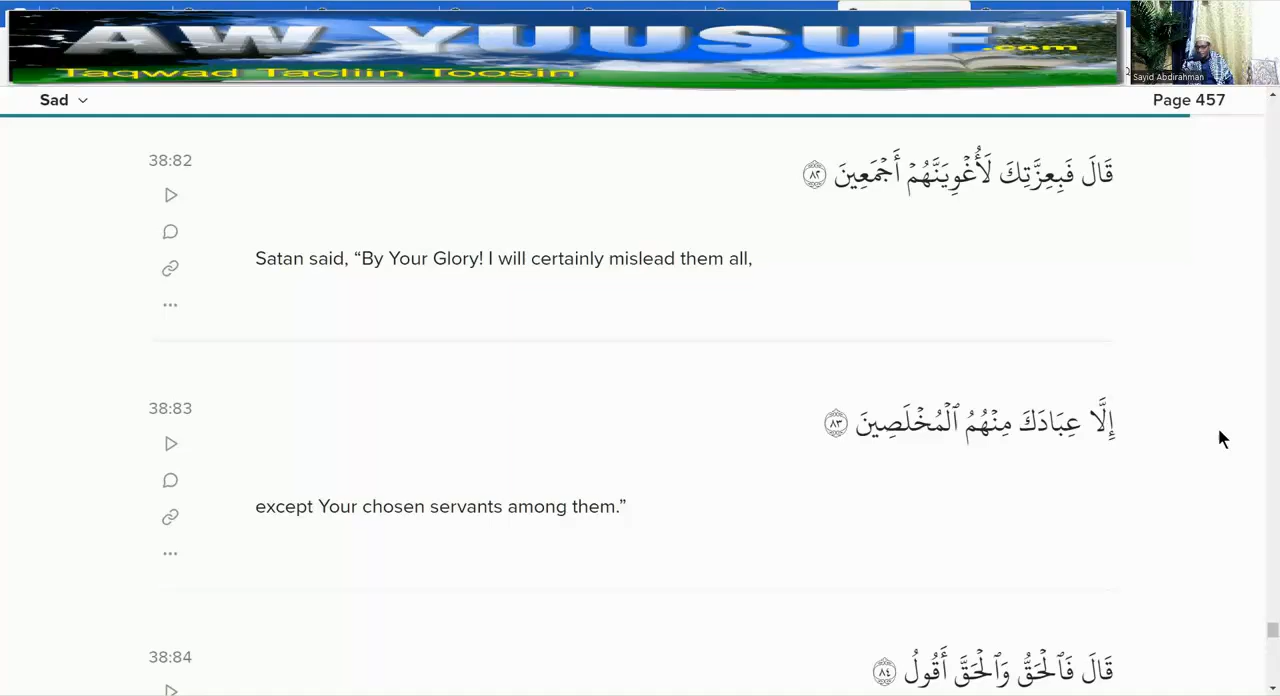 AW YUUSUF.com
Taqwad Tacliin Toosin
Sayid Abdirahman
Sad
Page 457
38:82
قَالَ فَبِعِزَّتِكَ لَأُغْوِيَنَّهُمْ أَجْمَعِينَ ٨٢
Satan said, “By Your Glory! I will certainly mislead them all,
38:83
إِلَّا عِبَادَكَ مِنْهُمُ ٱلْمُخْلَصِينَ ٨٣
except Your chosen servants among them.”
38:84
قَالَ فَٱلْحَقُّ وَٱلْحَقَّ أَقُولُ ٨٤